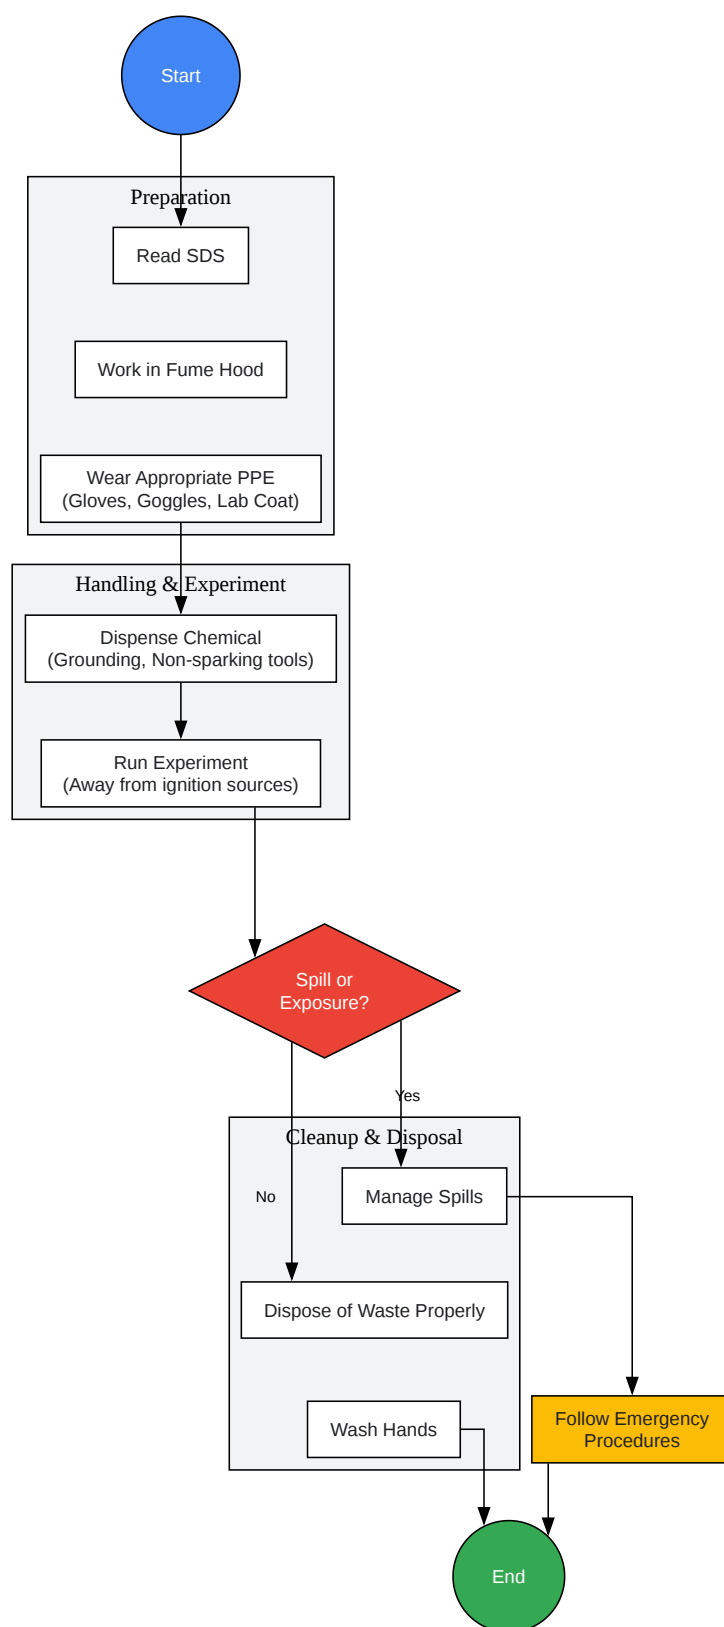 Start
Preparation
Read SDS
Work in Fume Hood
Wear Appropriate PPE
(Gloves, Goggles, Lab Coat)
Handling & Experiment
Dispense Chemical
(Grounding, Non-sparking tools)
Run Experiment
(Away from ignition sources)
Spill or
Exposure?
Yes
Cleanup & Disposal
No
Manage Spills
Dispose of Waste Properly
Wash Hands
Follow Emergency
Procedures
End